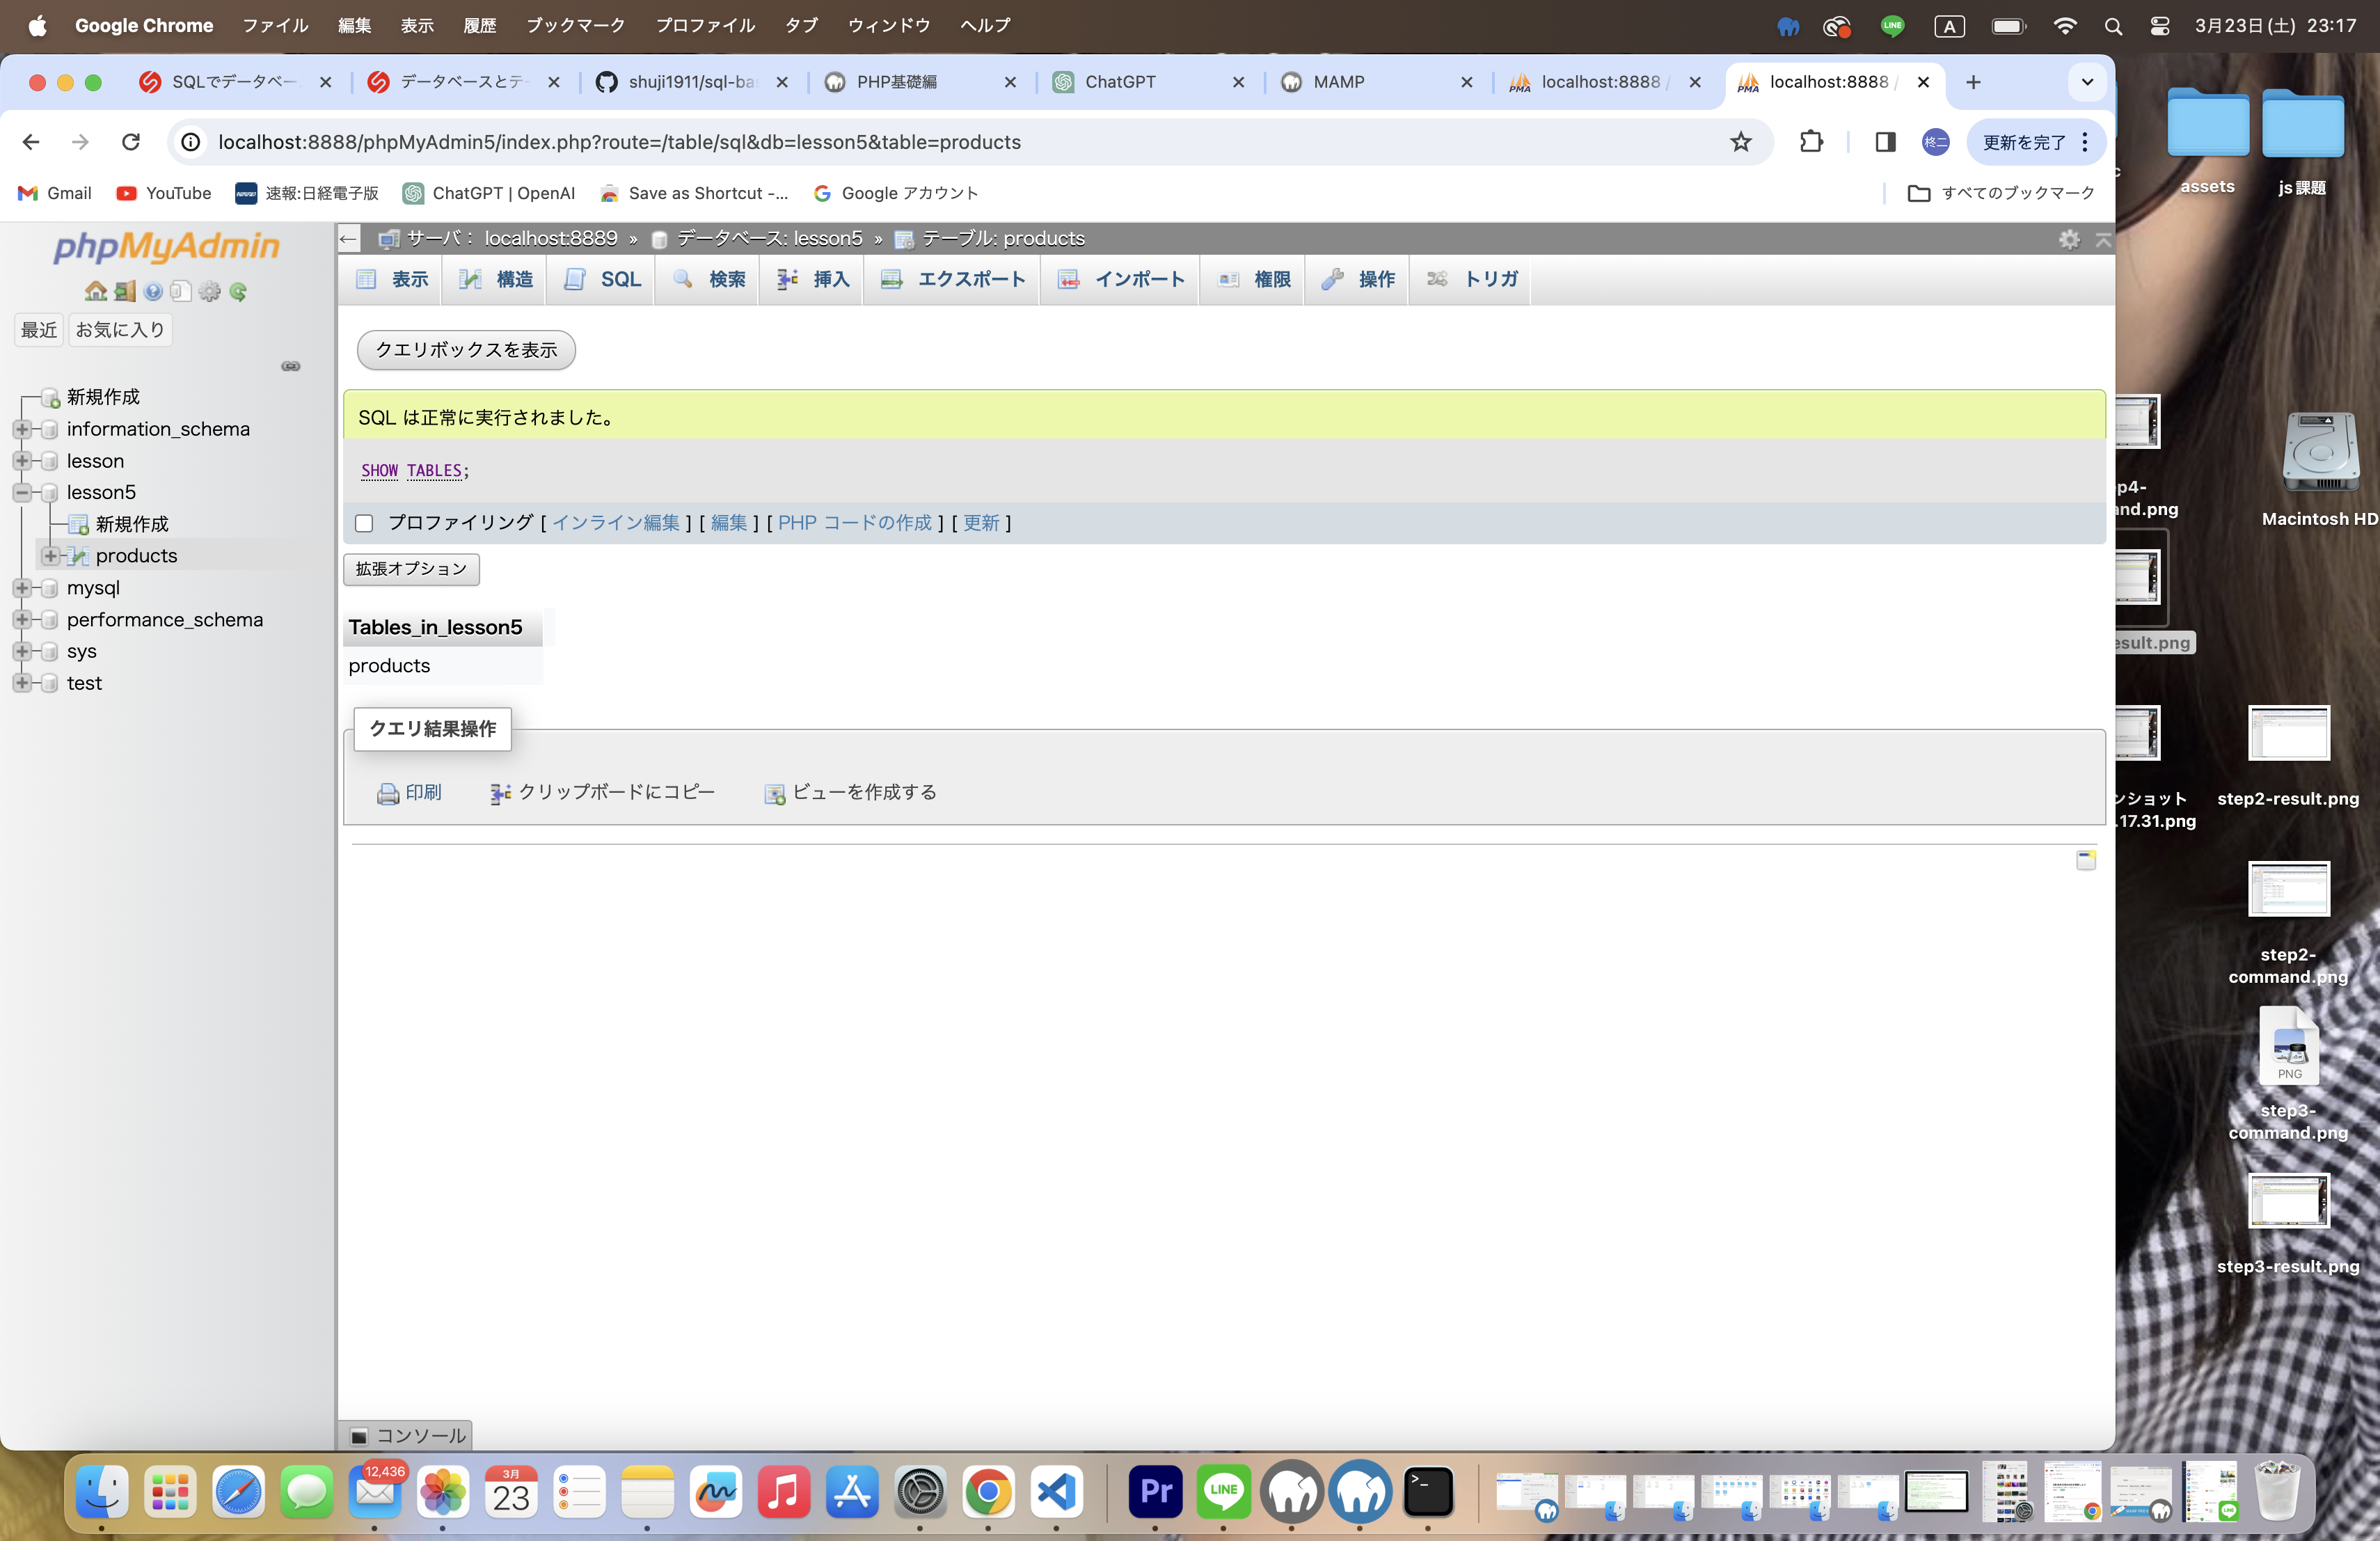 Google Chrome ファイル 編集 表示 履歴 ブックマーク プロファイル タブ ウィンドウ ヘルプ LINE A 3月23日(土) 23:17
SQLでデータベー データベースとテー shuji1911/sql-ba PHP基礎編 ChatGPT MAMP PMA localhost:8888 / PMA localhost:8888 /
localhost:8888/phpMyAdmin5/index.php?route=/table/sql&db=lesson5&table=products 柊二 更新を完了
Gmail YouTube 速報:日経電子版 ChatGPT | OpenAI Save as Shortcut -... Google アカウント すべてのブックマーク
assets js課題
phpMyAdmin
最近 お気に入り
新規作成
information_schema
lesson
lesson5
新規作成
products
mysql
performance_schema
sys
test
サーバ: localhost:8889 » データベース: lesson5 » テーブル: products
表示 構造 SQL 検索 挿入 エクスポート インポート 権限 操作 トリガ
クエリボックスを表示
SQL は正常に実行されました。
SHOW TABLES;
プロファイリング [ インライン編集 ] [ 編集 ] [ PHP コードの作成 ] [ 更新 ]
拡張オプション
Tables_in_lesson5
products
クエリ結果操作
印刷 クリップボードにコピー ビューを作成する
コンソール
p4-
and.png
Macintosh HD
esult.png
ンショット
.17.31.png
step2-result.png
step2-
command.png
PNG
step3-
command.png
step3-result.png
12,436
3月
23
Pr
LINE